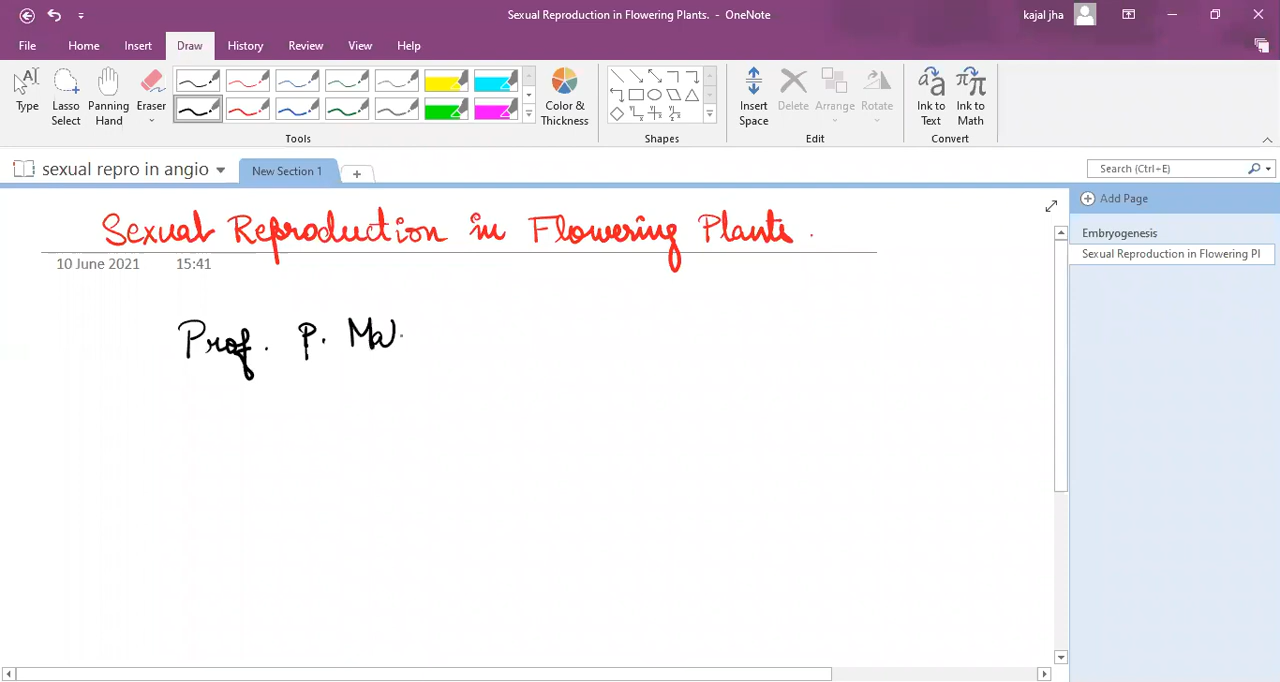 Sexual Reproduction in Flowering Plants. - OneNote
kajal jha
File Home Insert Draw History Review View Help
Type
Lasso Select
Panning Hand
Eraser
Color & Thickness
Insert Space
Delete
Arrange
Rotate
Ink to Text
Ink to Math
Tools
Shapes
Edit
Convert
sexual repro in angio
New Section 1
Search (Ctrl+E)
Add Page
Embryogenesis
Sexual Reproduction in Flowering Pl
Sexual Reproduction in Flowering Plants.
10 June 2021 15:41
Prof. P.